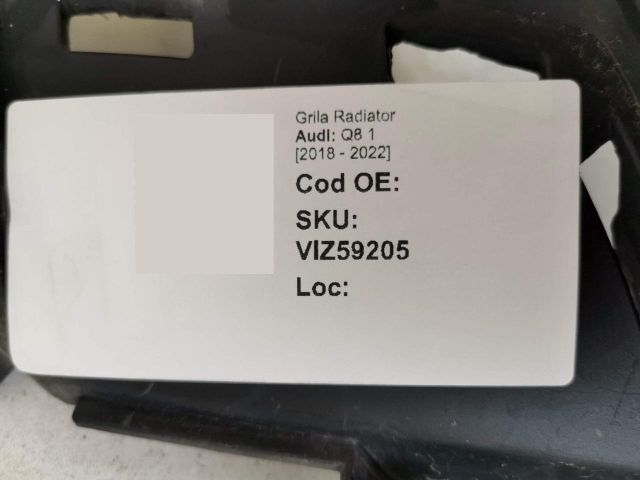 Grila Radiator
Audi: Q8 1
[2018 - 2022]
Cod OE:
SKU:
VIZ59205
Loc: